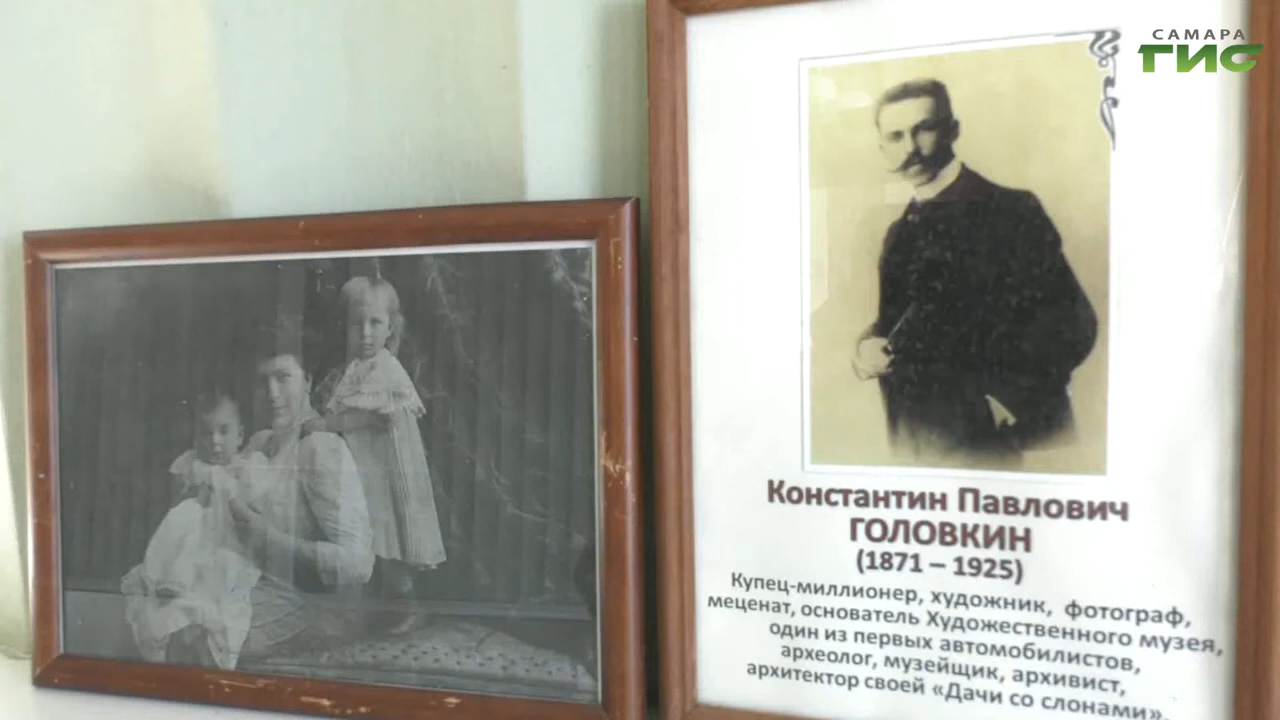 САМАРА
ГИС
Константин Павлович
ГОЛОВКИН
(1871 – 1925)
Купец-миллионер, художник, фотограф,
меценат, основатель Художественного музея,
один из первых автомобилистов,
археолог, музейщик, архивист,
архитектор своей «Дачи со слонами».